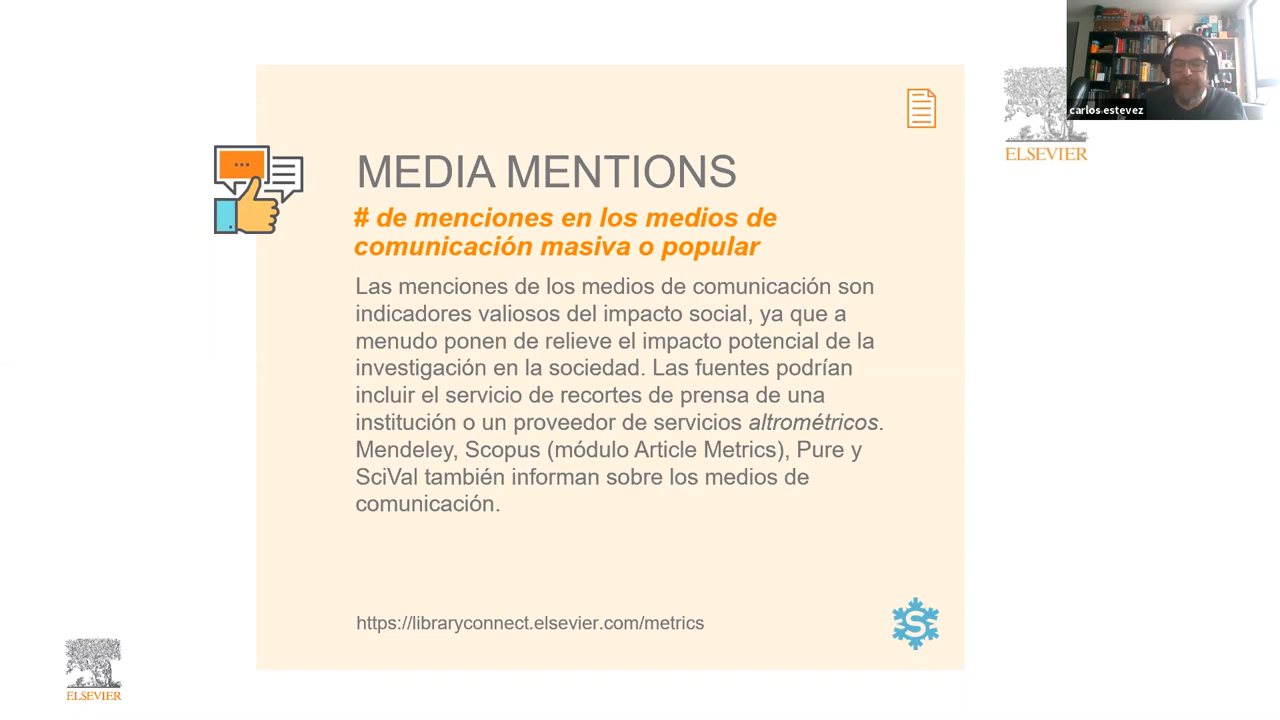 carlos estevez
ELSEVIER
MEDIA MENTIONS
# de menciones en los medios de
comunicación masiva o popular
Las menciones de los medios de comunicación son
indicadores valiosos del impacto social, ya que a
menudo ponen de relieve el impacto potencial de la
investigación en la sociedad. Las fuentes podrían
incluir el servicio de recortes de prensa de una
institución o un proveedor de servicios altrométricos.
Mendeley, Scopus (módulo Article Metrics), Pure y
SciVal también informan sobre los medios de
comunicación.
https://libraryconnect.elsevier.com/metrics
S
ELSEVIER